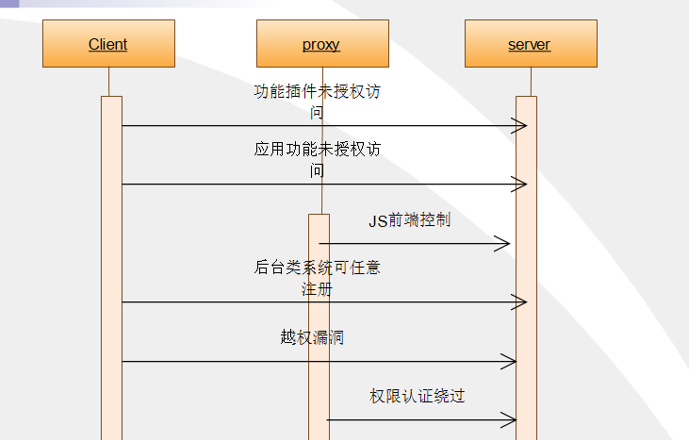 Client
proxy
server
功能插件未授权访
问
应用功能未授权访
问
JS前端控制
后台类系统可任意
注册
越权漏洞
权限认证绕过